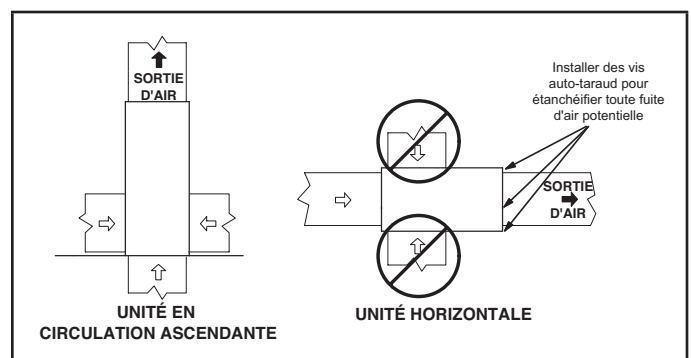 SORTIE
D'AIR
UNITÉ EN
CIRCULATION ASCENDANTE
Installer des vis
auto-taraud pour
étanchéifier toute fuite
d'air potentielle
SORTIE
D'AIR
UNITÉ HORIZONTALE